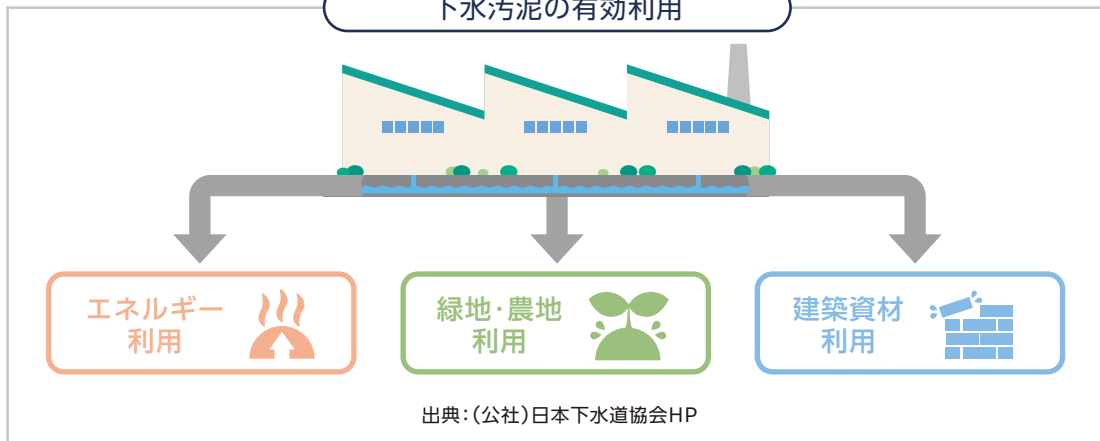 下水汚泥の有効利用
エネルギー
利用
緑地·農地
利用
建築資材
利用
出典:(公社)日本下水道協会HP